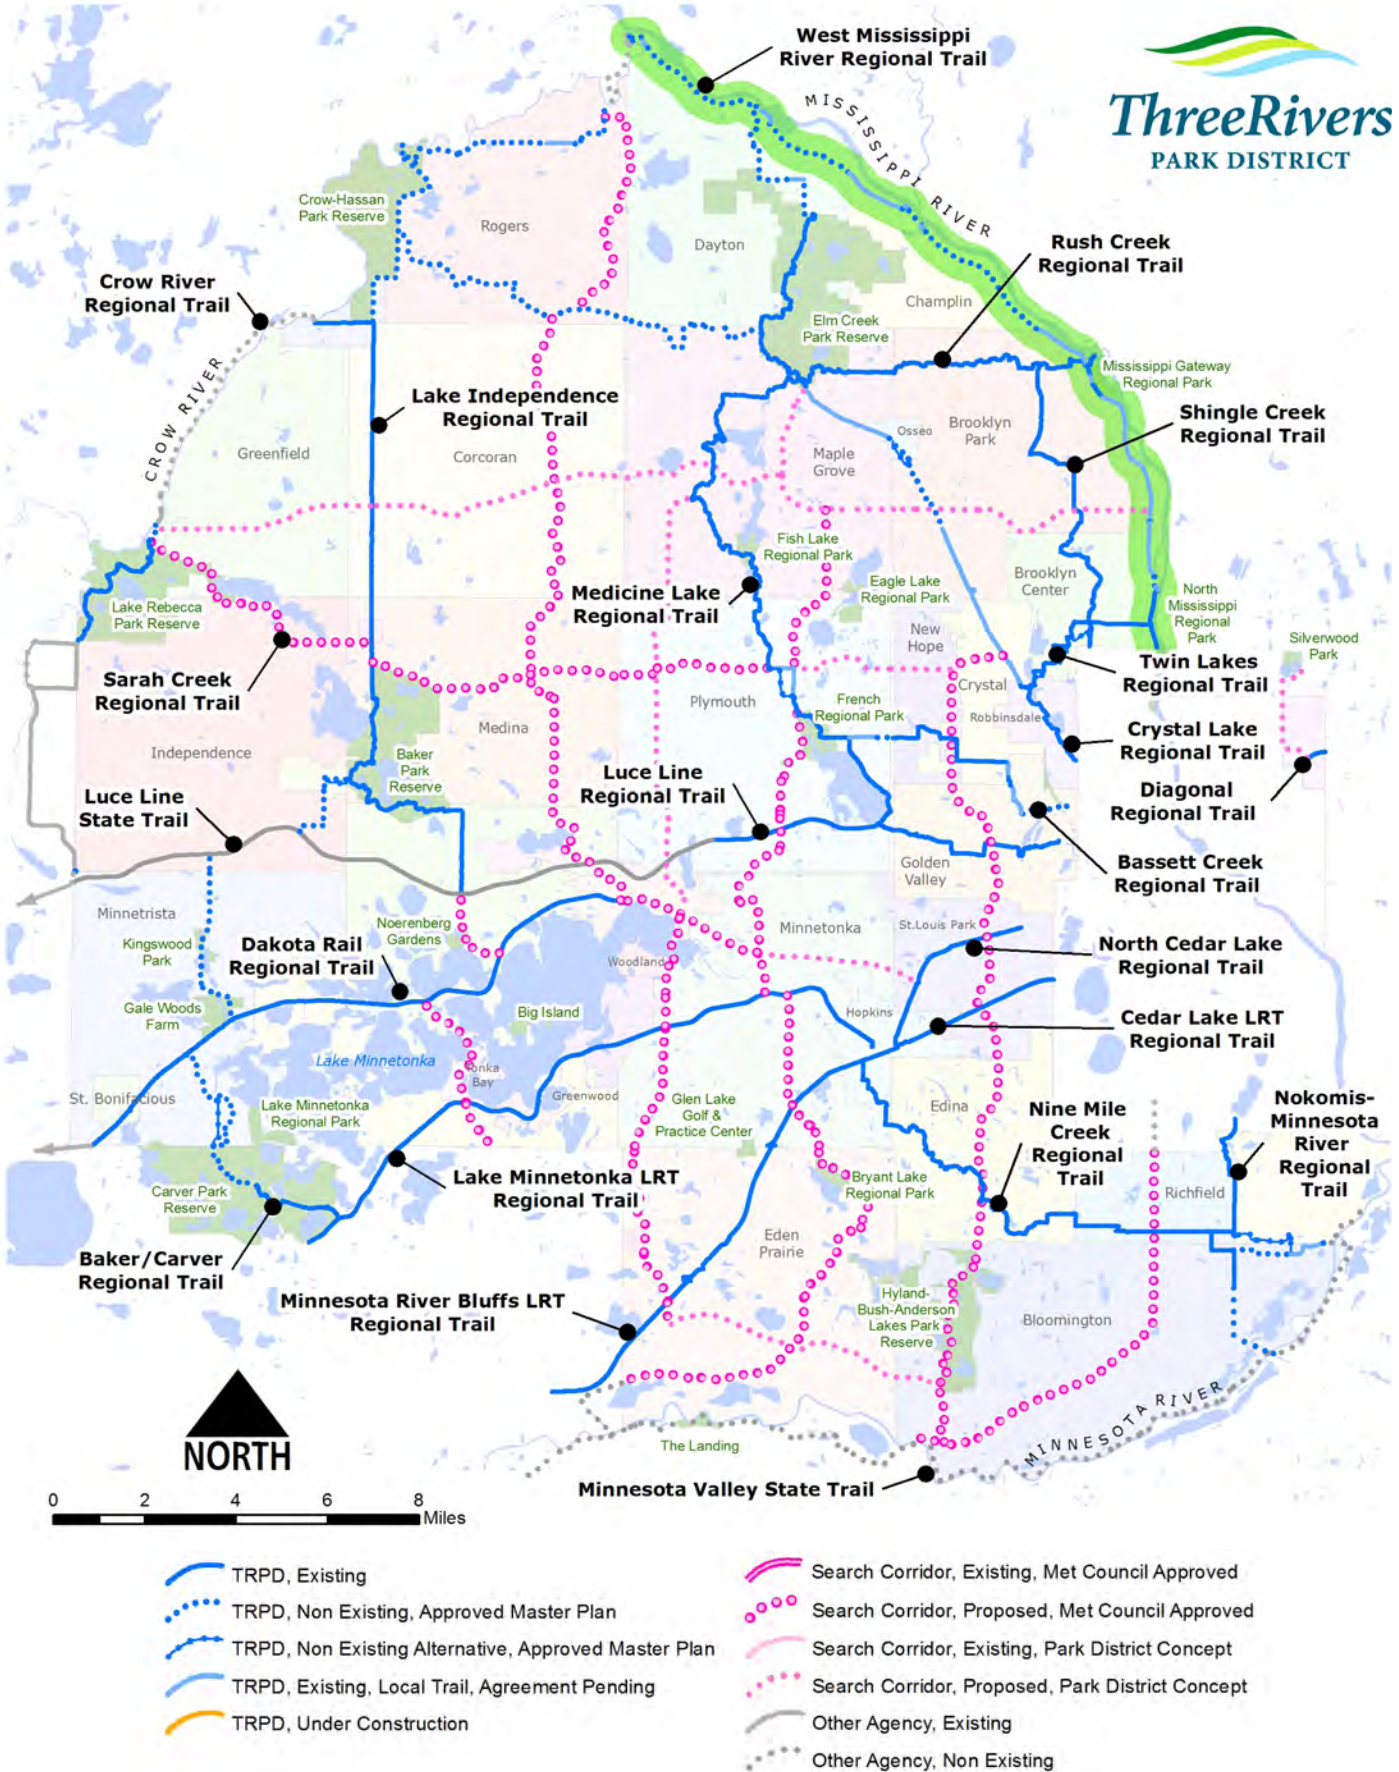 West Mississippi
River Regional Trail
ThreeRivers
PARK DISTRICT
MISSISSIPPI RIVER
Crow-Hassan
Park Reserve
Rogers
Dayton
Rush Creek
Regional Trail
Crow River
Regional Trail
Champlin
Elm Creek
Park Reserve
Mississippi Gateway
Regional Park
CROW RIVER
Lake Independence
Regional Trail
Shingle Creek
Regional Trail
Osseo
Brooklyn
Park
Greenfield
Corcoran
Maple
Grove
Fish Lake
Regional Park
Medicine Lake
Regional Trail
Eagle Lake
Regional Park
Brooklyn
Center
North
Mississippi
Regional
Park
Lake Rebecca
Park Reserve
New
Hope
Silverwood
Park
Sarah Creek
Regional Trail
Twin Lakes
Regional Trail
Crystal
Plymouth
French
Regional Park
Robbinsdale
Medina
Crystal Lake
Regional Trail
Independence
Baker
Park
Reserve
Luce Line
Regional Trail
Luce Line
State Trail
Diagonal
Regional Trail
Golden
Valley
Bassett Creek
Regional Trail
Minnetrista
Noerenberg
Gardens
Minnetonka
St.Louis Park
Kingswood
Park
Dakota Rail
Regional Trail
Woodland
North Cedar Lake
Regional Trail
Gale Woods
Farm
Big Island
Hopkins
Cedar Lake LRT
Regional Trail
Lake Minnetonka
Tonka
Bay
Greenwood
St. Bonifacious
Lake Minnetonka
Regional Park
Glen Lake
Golf &
Practice Center
Edina
Nine Mile
Creek
Regional
Trail
Nokomis-
Minnesota
River
Regional
Trail
Lake Minnetonka LRT
Regional Trail
Carver Park
Reserve
Bryant Lake
Regional Park
Richfield
Baker/Carver
Regional Trail
Eden
Prairie
Minnesota River Bluffs LRT
Regional Trail
Hyland-
Bush-Anderson
Lakes Park
Reserve
Bloomington
MINNESOTA RIVER
NORTH
The Landing
Minnesota Valley State Trail
0 2 4 6 8
Miles
TRPD, Existing
TRPD, Non Existing, Approved Master Plan
TRPD, Non Existing Alternative, Approved Master Plan
TRPD, Existing, Local Trail, Agreement Pending
TRPD, Under Construction
Search Corridor, Existing, Met Council Approved
Search Corridor, Proposed, Met Council Approved
Search Corridor, Existing, Park District Concept
Search Corridor, Proposed, Park District Concept
Other Agency, Existing
Other Agency, Non Existing